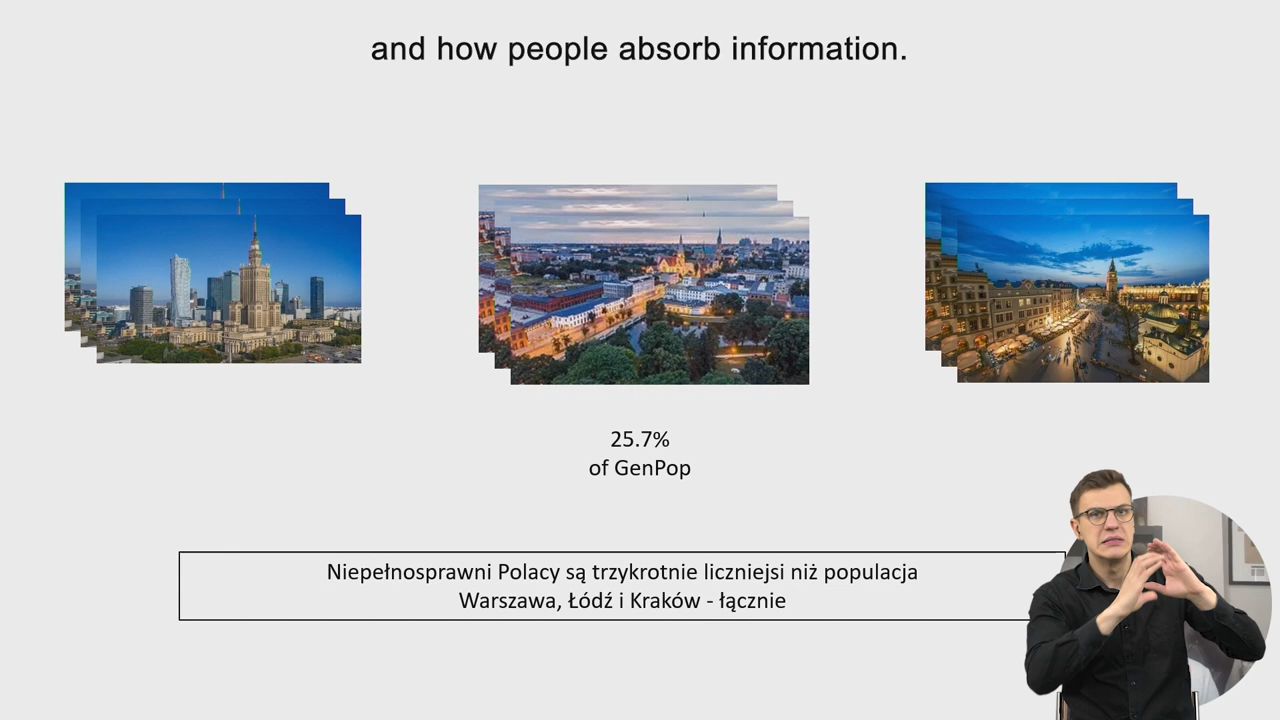 and how people absorb information.
25.7%
of GenPop
Niepełnosprawni Polacy są trzykrotnie liczniejsi niż populacja
Warszawa, Łódź i Kraków - łącznie